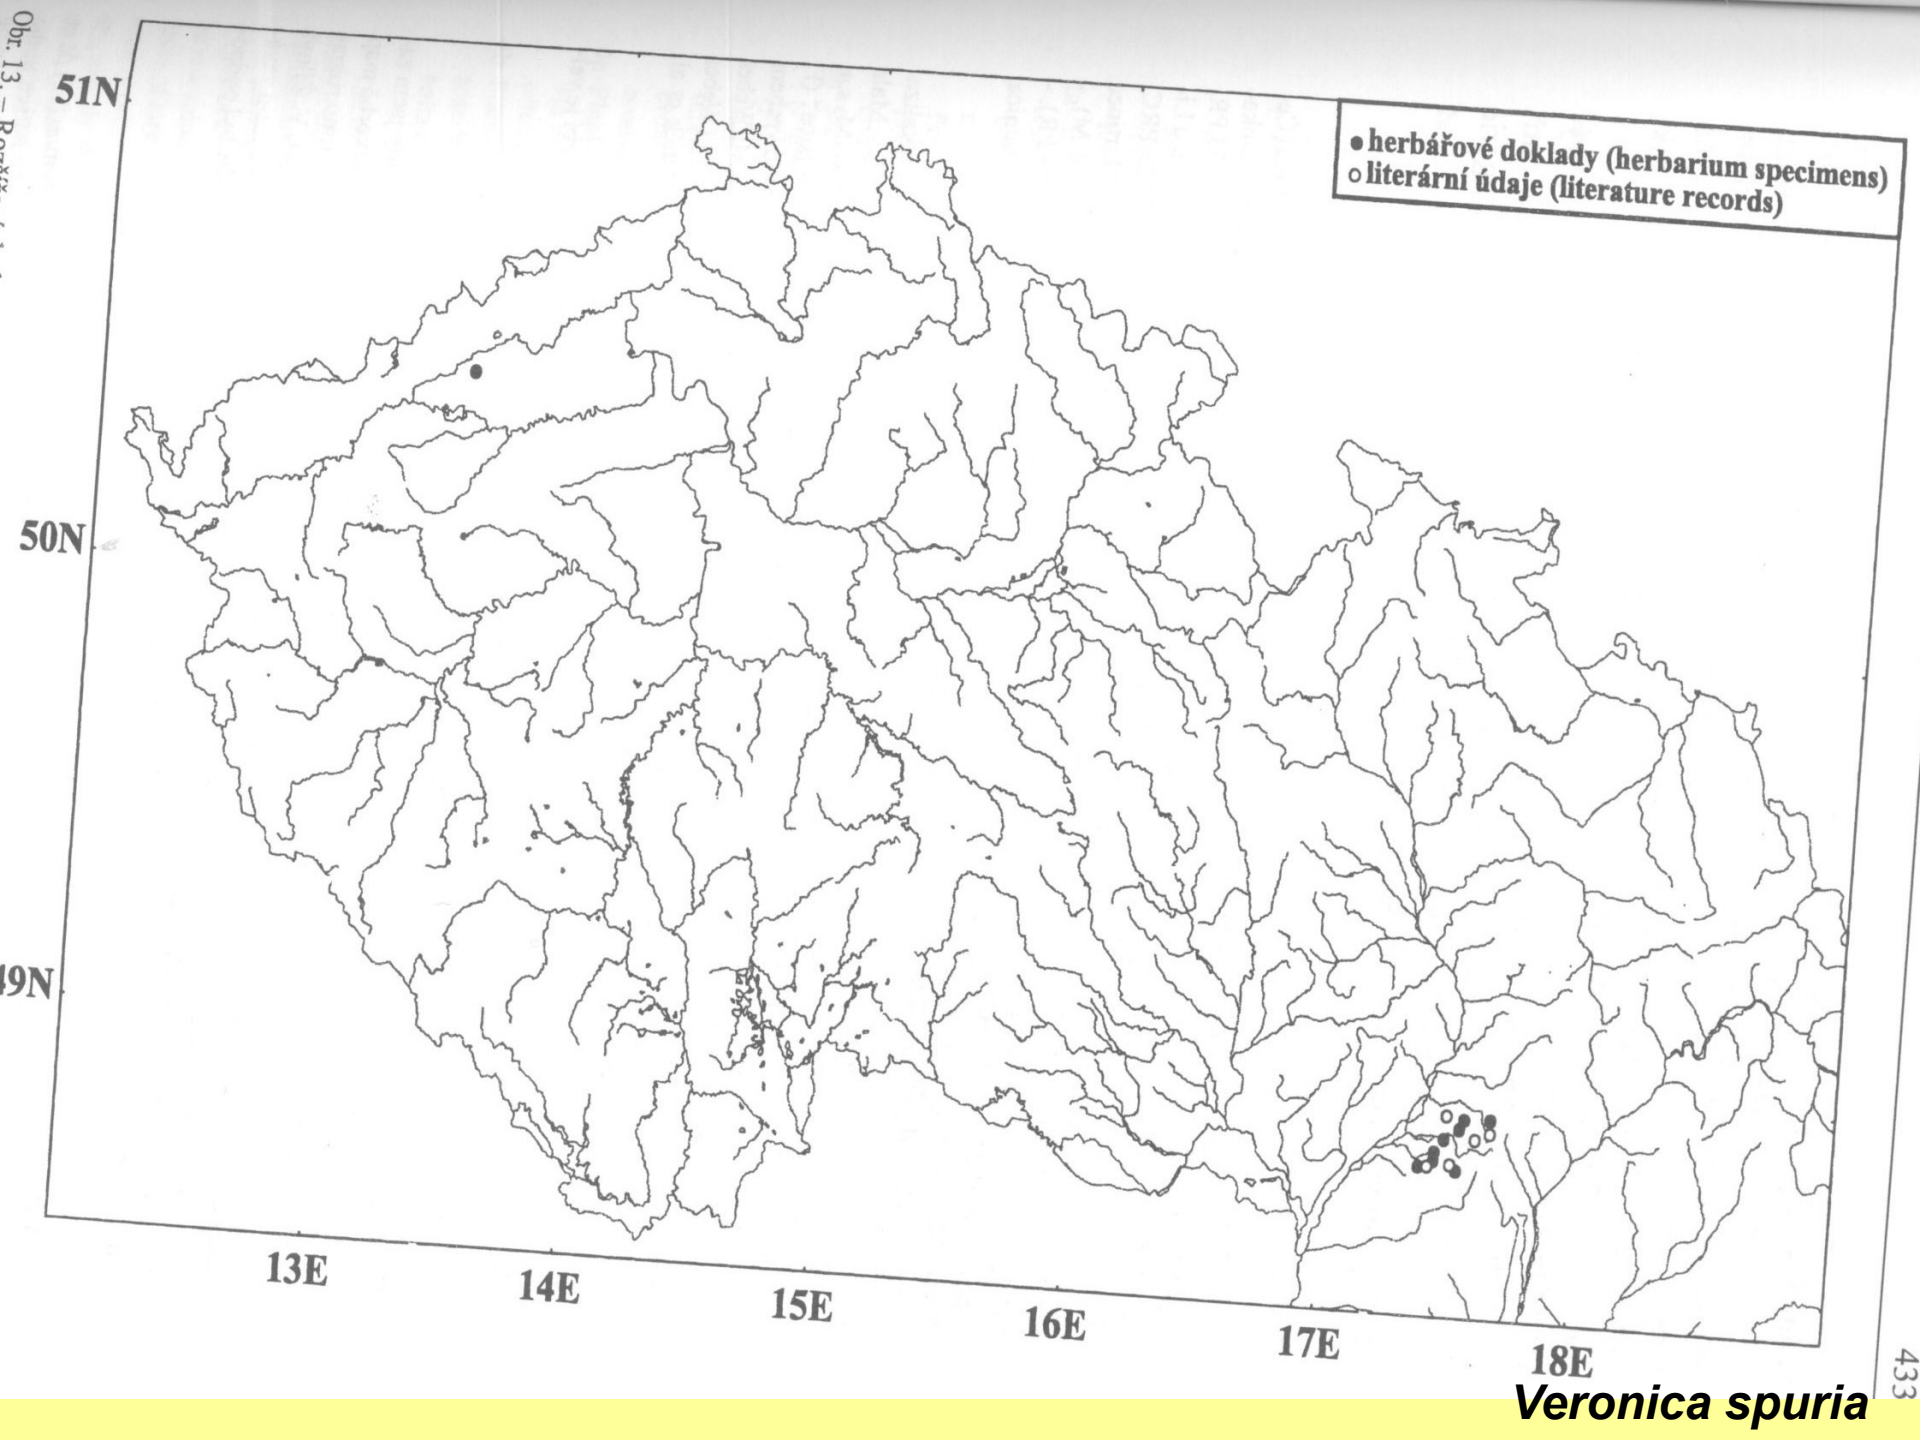 51N
herbářové doklady (herbarium specimens)
literární údaje (literature records)
50N
49N
13E
14E
15E
16E
17E
18E
433
Obr. 13. –
Veronica spuria